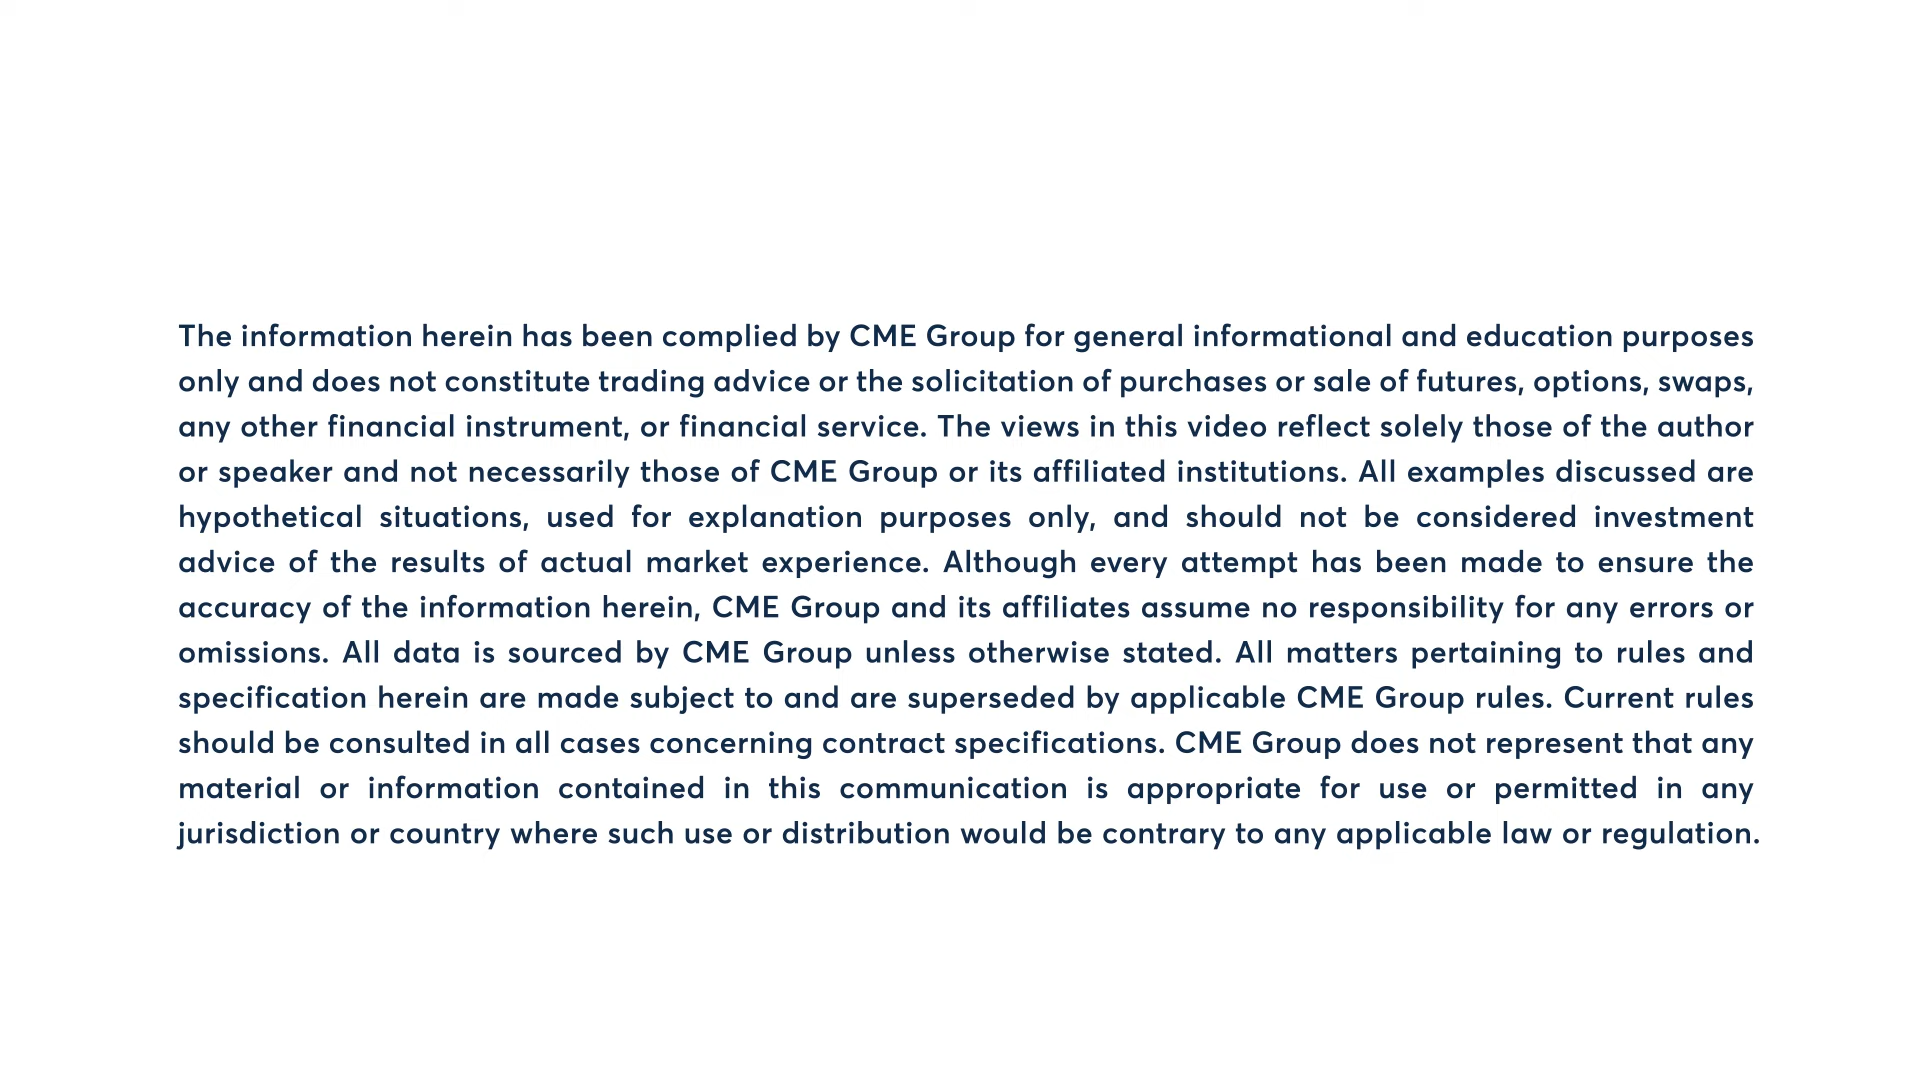 The information herein has been complied by CME Group for general informational and education purposes
only and does not constitute trading advice or the solicitation of purchases or sale of futures, options, swaps,
any other financial instrument, or financial service. The views in this video reflect solely those of the author
or speaker and not necessarily those of CME Group or its affiliated institutions. All examples discussed are
hypothetical situations, used for explanation purposes only, and should not be considered investment
advice of the results of actual market experience. Although every attempt has been made to ensure the
accuracy of the information herein, CME Group and its affiliates assume no responsibility for any errors or
omissions. All data is sourced by CME Group unless otherwise stated. All matters pertaining to rules and
specification herein are made subject to and are superseded by applicable CME Group rules. Current rules
should be consulted in all cases concerning contract specifications. CME Group does not represent that any
material or information contained in this communication is appropriate for use or permitted in any
jurisdiction or country where such use or distribution would be contrary to any applicable law or regulation.